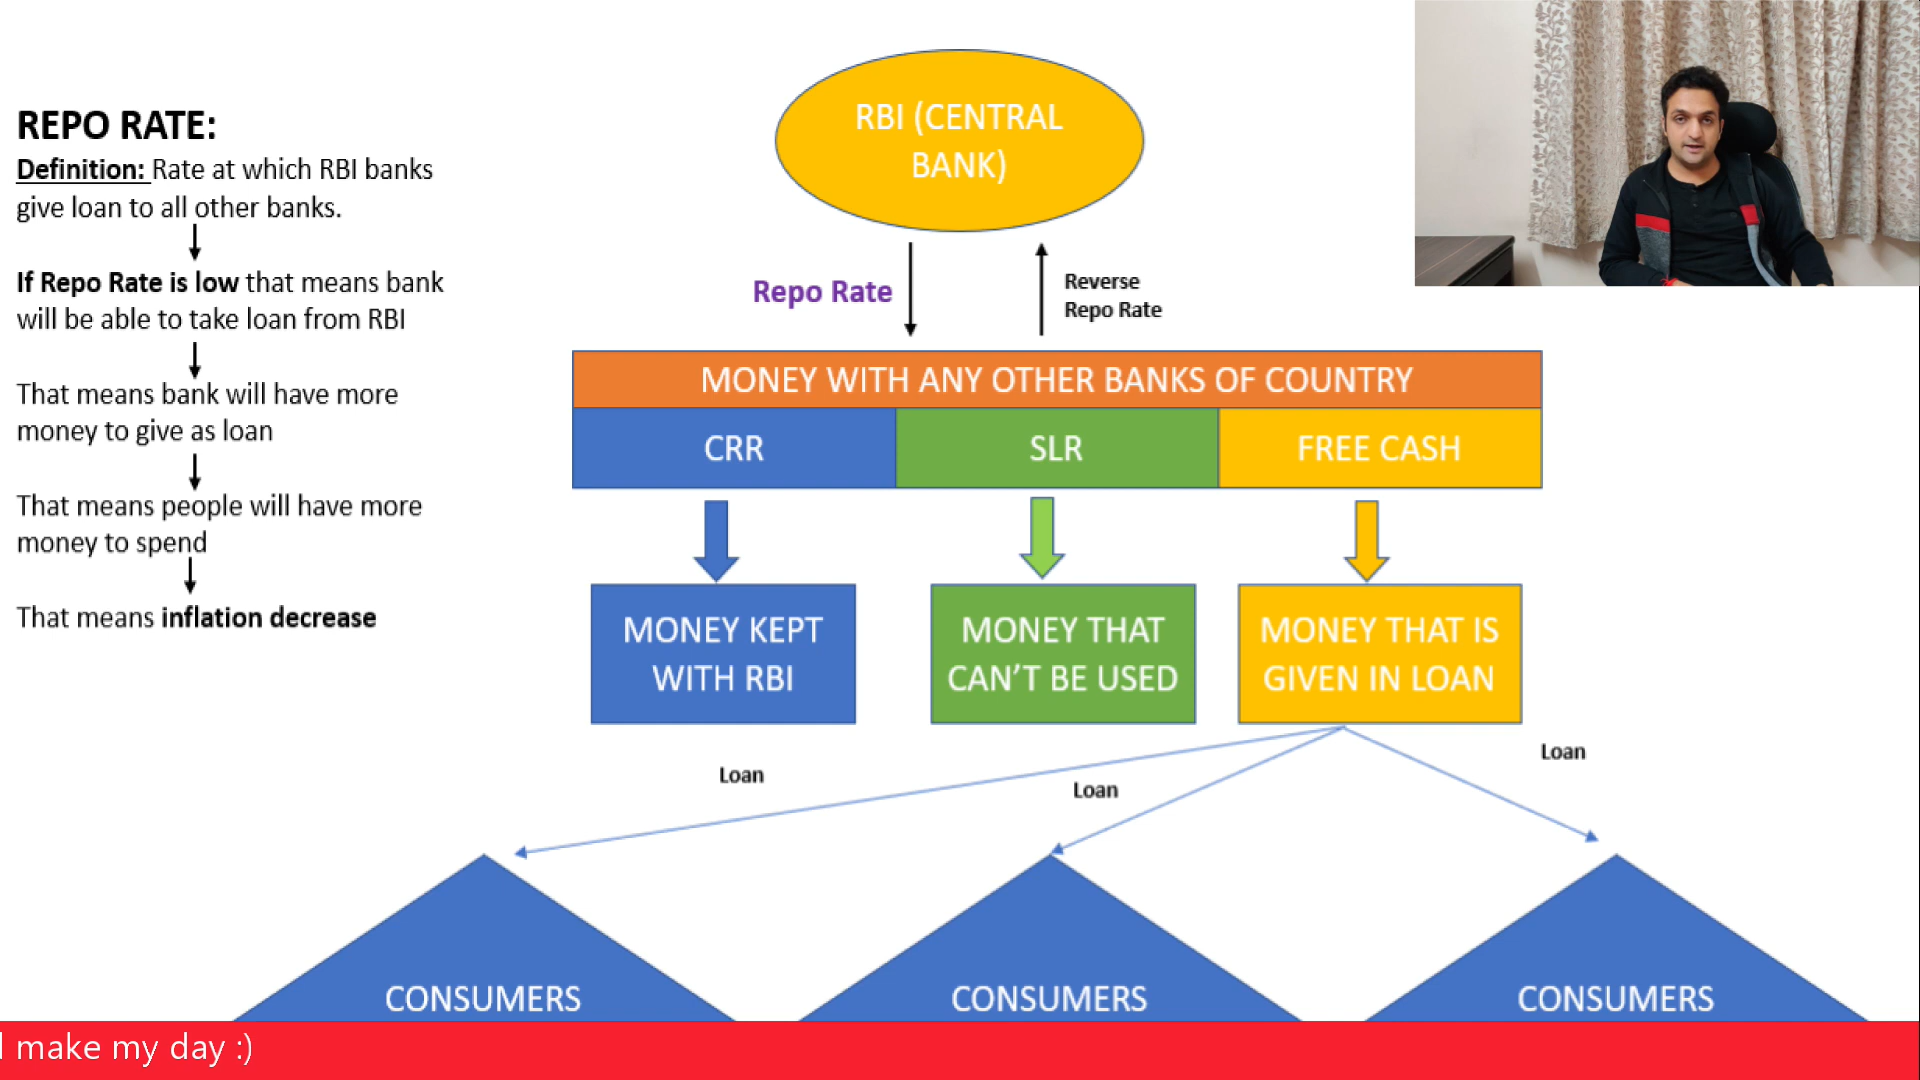 REPO RATE:
Definition: Rate at which RBI banks
give loan to all other banks.
If Repo Rate is low that means bank
will be able to take loan from RBI
That means bank will have more
money to give as loan
That means people will have more
money to spend
That means inflation decrease
RBI (CENTRAL
BANK)
Repo Rate
Reverse
Repo Rate
MONEY WITH ANY OTHER BANKS OF COUNTRY
CRR
SLR
FREE CASH
MONEY KEPT
WITH RBI
MONEY THAT
CAN'T BE USED
MONEY THAT IS
GIVEN IN LOAN
Loan
Loan
Loan
CONSUMERS
CONSUMERS
CONSUMERS
make my day :)